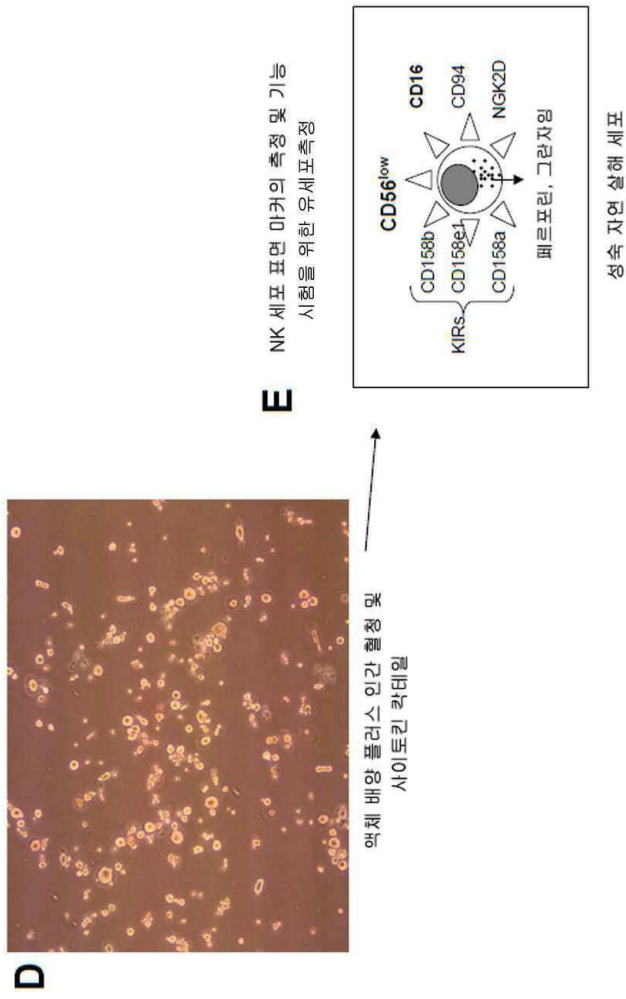 D
액체 배양 플러스 인간 혈청 및
사이토킨 칵테일
E
NK 세포 표면 마커의 측정 및 기능
시험을 위한 유세포측정
CD56low
CD158b
CD158e1
CD158a
KIRs
CD16
CD94
NGK2D
페르포린, 그란자임
성숙 자연 살해 세포